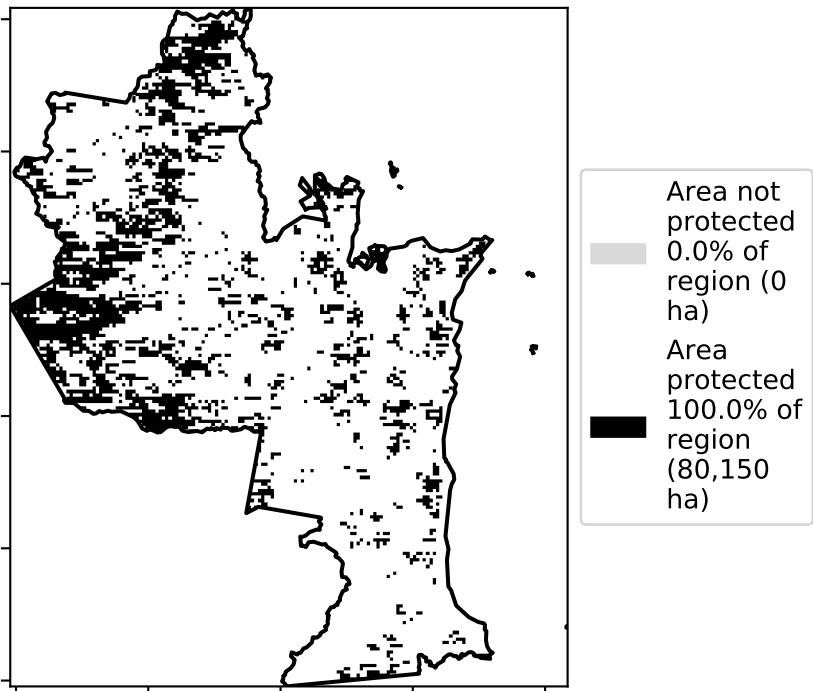 Area not
protected
0.0% of
region (0
ha)
Area
protected
100.0% of
region
(80,150
ha)